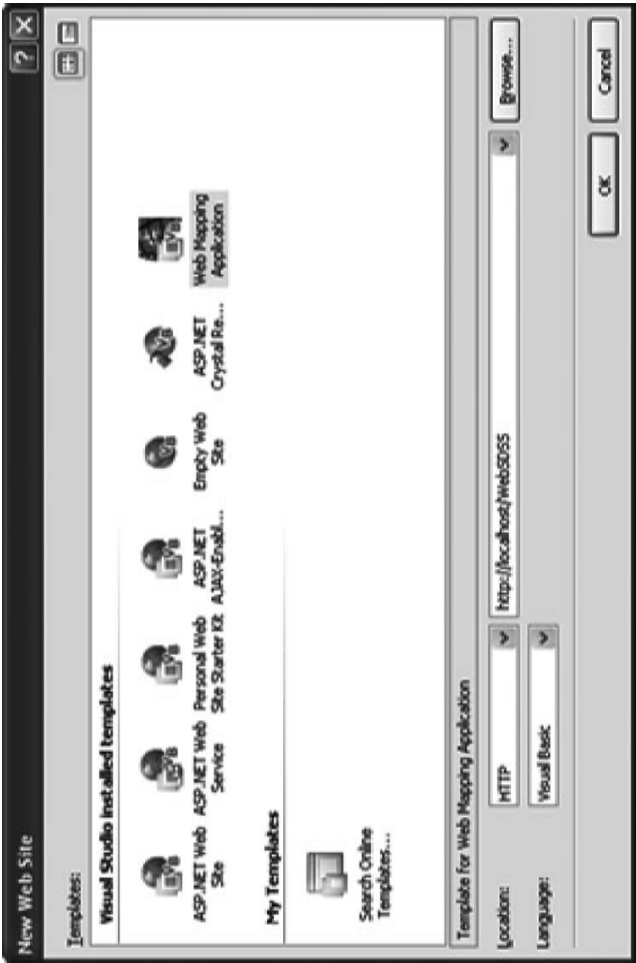 New Web Site
Templates:
Visual Studio installed templates
ASP.NET Web Site
ASP.NET Web Service
Personal Web Site Starter Kit
ASP.NET AJAX-Enabl...
Empty Web Site
ASP.NET Crystal Re...
Web Mapping Application
My Templates
Search Online Templates...
Template for Web Mapping Application
Location:
HTTP
http://localhost/WebSDSS
Browse...
Language:
Visual Basic
OK
Cancel